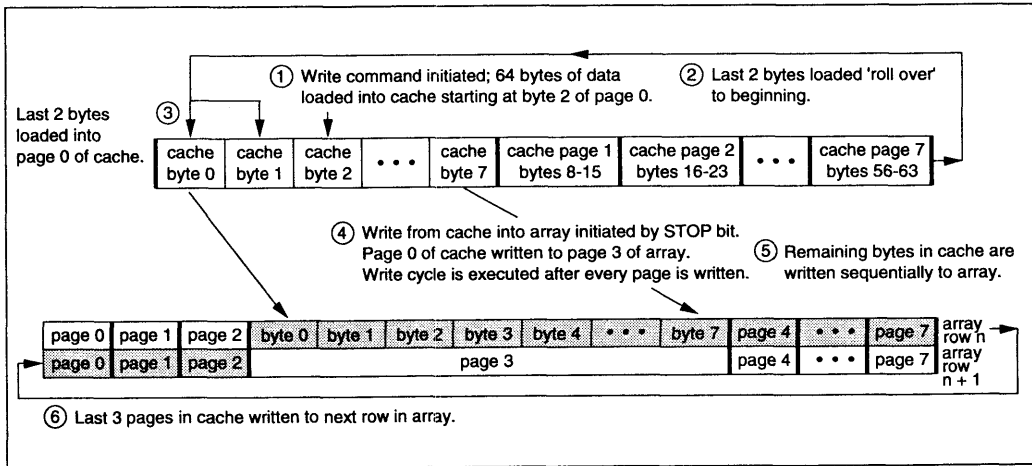 ① Write command initiated; 64 bytes of data
loaded into cache starting at byte 2 of page 0.
② Last 2 bytes loaded 'roll over'
to beginning.
Last 2 bytes
loaded into
page 0 of cache.
③
cache byte 0
cache byte 1
cache byte 2
• • •
cache byte 7
cache page 1 bytes 8-15
cache page 2 bytes 16-23
• • •
cache page 7 bytes 56-63
④ Write from cache into array initiated by STOP bit.
Page 0 of cache written to page 3 of array.
Write cycle is executed after every page is written.
⑤ Remaining bytes in cache are
written sequentially to array.
page 0 page 1 page 2 byte 0 byte 1 byte 2 byte 3 byte 4 • • • byte 7 page 4 • • • page 7 array row n
page 0 page 1 page 2 page 3 page 4 • • • page 7 array row n + 1
⑥ Last 3 pages in cache written to next row in array.